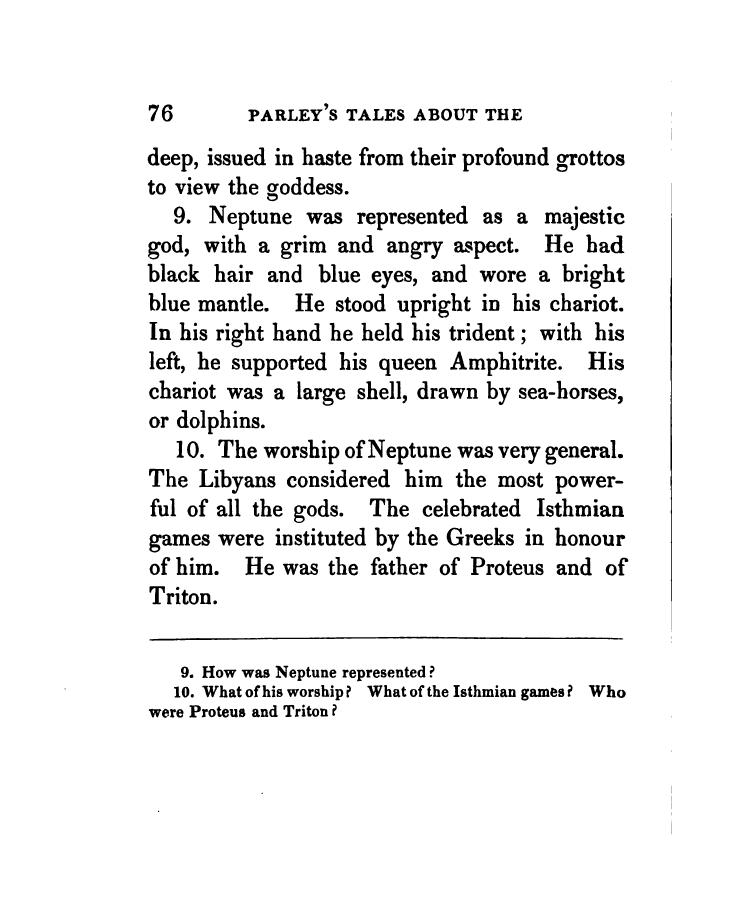 76 PARLEY'S TALES ABOUT THE
deep, issued in haste from their profound grottos
to view the goddess.
9. Neptune was represented as a majestic
god, with a grim and angry aspect. He had
black hair and blue eyes, and wore a bright
blue mantle. He stood upright in his chariot.
In his right hand he held his trident; with his
left, he supported his queen Amphitrite. His
chariot was a large shell, drawn by sea-horses,
or dolphins.
10. The worship of Neptune was very general.
The Libyans considered him the most power-
ful of all the gods. The celebrated Isthmian
games were instituted by the Greeks in honour
of him. He was the father of Proteus and of
Triton.
9. How was Neptune represented?
10. What of his worship? What of the Isthmian games? Who
were Proteus and Triton?